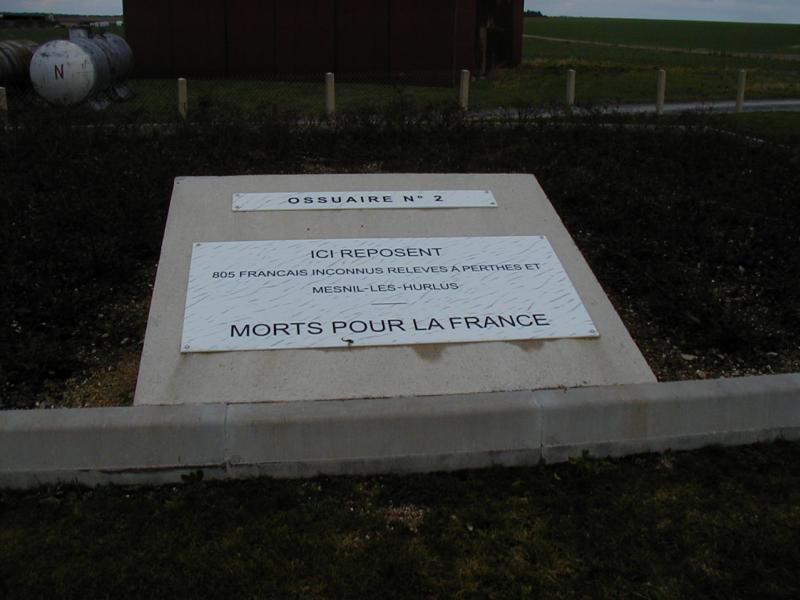 N
OSSUAIRE N° 2
ICI REPOSENT
805 FRANCAIS INCONNUS RELEVES A PERTHES ET
MESNIL-LES-HURLUS
MORTS POUR LA FRANCE